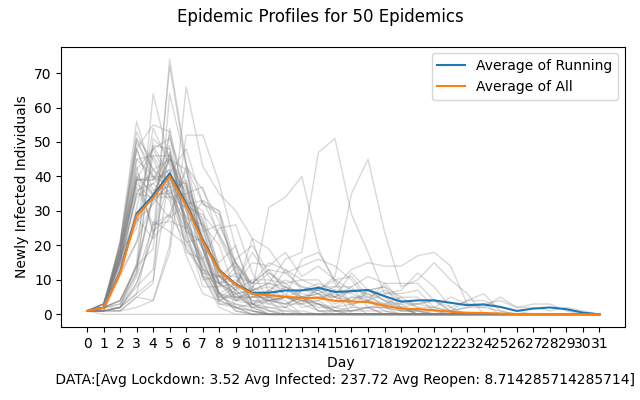 Epidemic Profiles for 50 Epidemics
Average of Running
Average of All
Newly Infected Individuals
70
60
50
40
30
20
10
0
0 1 2 3 4 5 6 7 8 9 10 11 12 13 14 15 16 17 18 19 20 21 22 23 24 25 26 27 28 29 30 31
Day
DATA:[Avg Lockdown: 3.52 Avg Infected: 237.72 Avg Reopen: 8.714285714285714]